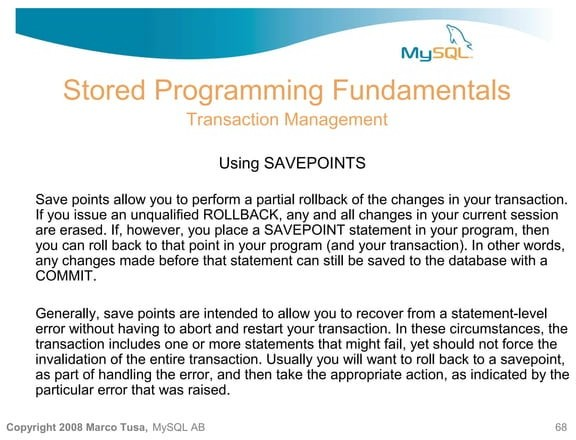 MySQL
Stored Programming Fundamentals
Transaction Management
Using SAVEPOINTS
Save points allow you to perform a partial rollback of the changes in your transaction.
If you issue an unqualified ROLLBACK, any and all changes in your current session
are erased. If, however, you place a SAVEPOINT statement in your program, then
you can roll back to that point in your program (and your transaction). In other words,
any changes made before that statement can still be saved to the database with a
COMMIT.
Generally, save points are intended to allow you to recover from a statement-level
error without having to abort and restart your transaction. In these circumstances, the
transaction includes one or more statements that might fail, yet should not force the
invalidation of the entire transaction. Usually you will want to roll back to a savepoint,
as part of handling the error, and then take the appropriate action, as indicated by the
particular error that was raised.
Copyright 2008 Marco Tusa, MySQL AB 68